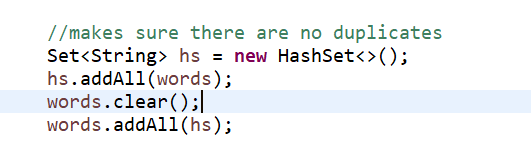 //makes sure there are no duplicates
Set<String> hs = new HashSet<>();
hs.addAll(words);
words.clear();
words.addAll(hs);